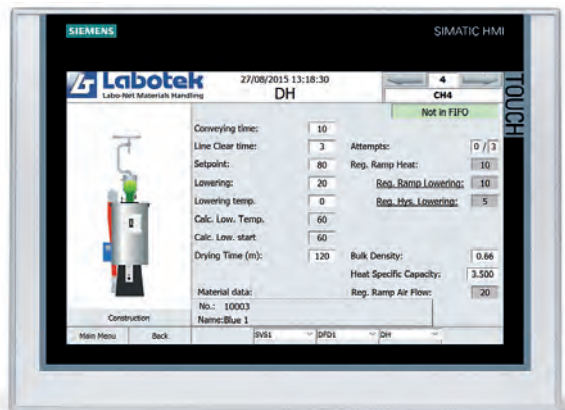 SIEMENS
SIMATIC HMI
TOUCH
Labotek
Labo-Net Materials Handling
27/08/2015 13:18:30
DH
4
CH4
Not in FIFO
Conveying time: 10
Line Clear time: 3 Attempts: 0 / 3
Setpoint: 80 Reg. Ramp Heat: 10
Lowering: 20 Reg. Ramp Lowering: 10
Lowering temp. 0 Reg. Hys. Lowering: 5
Calc. Low. Temp. 60
Calc. Low. start 60
Drying Time (m): 120 Bulk Density: 0.66
Heat Specific Capacity: 3.500
Material data: Reg. Ramp Air Flow: 20
No.: 10003
Name:Blue 1
Construction
Main Menu Back SVS1 DFD1 DH